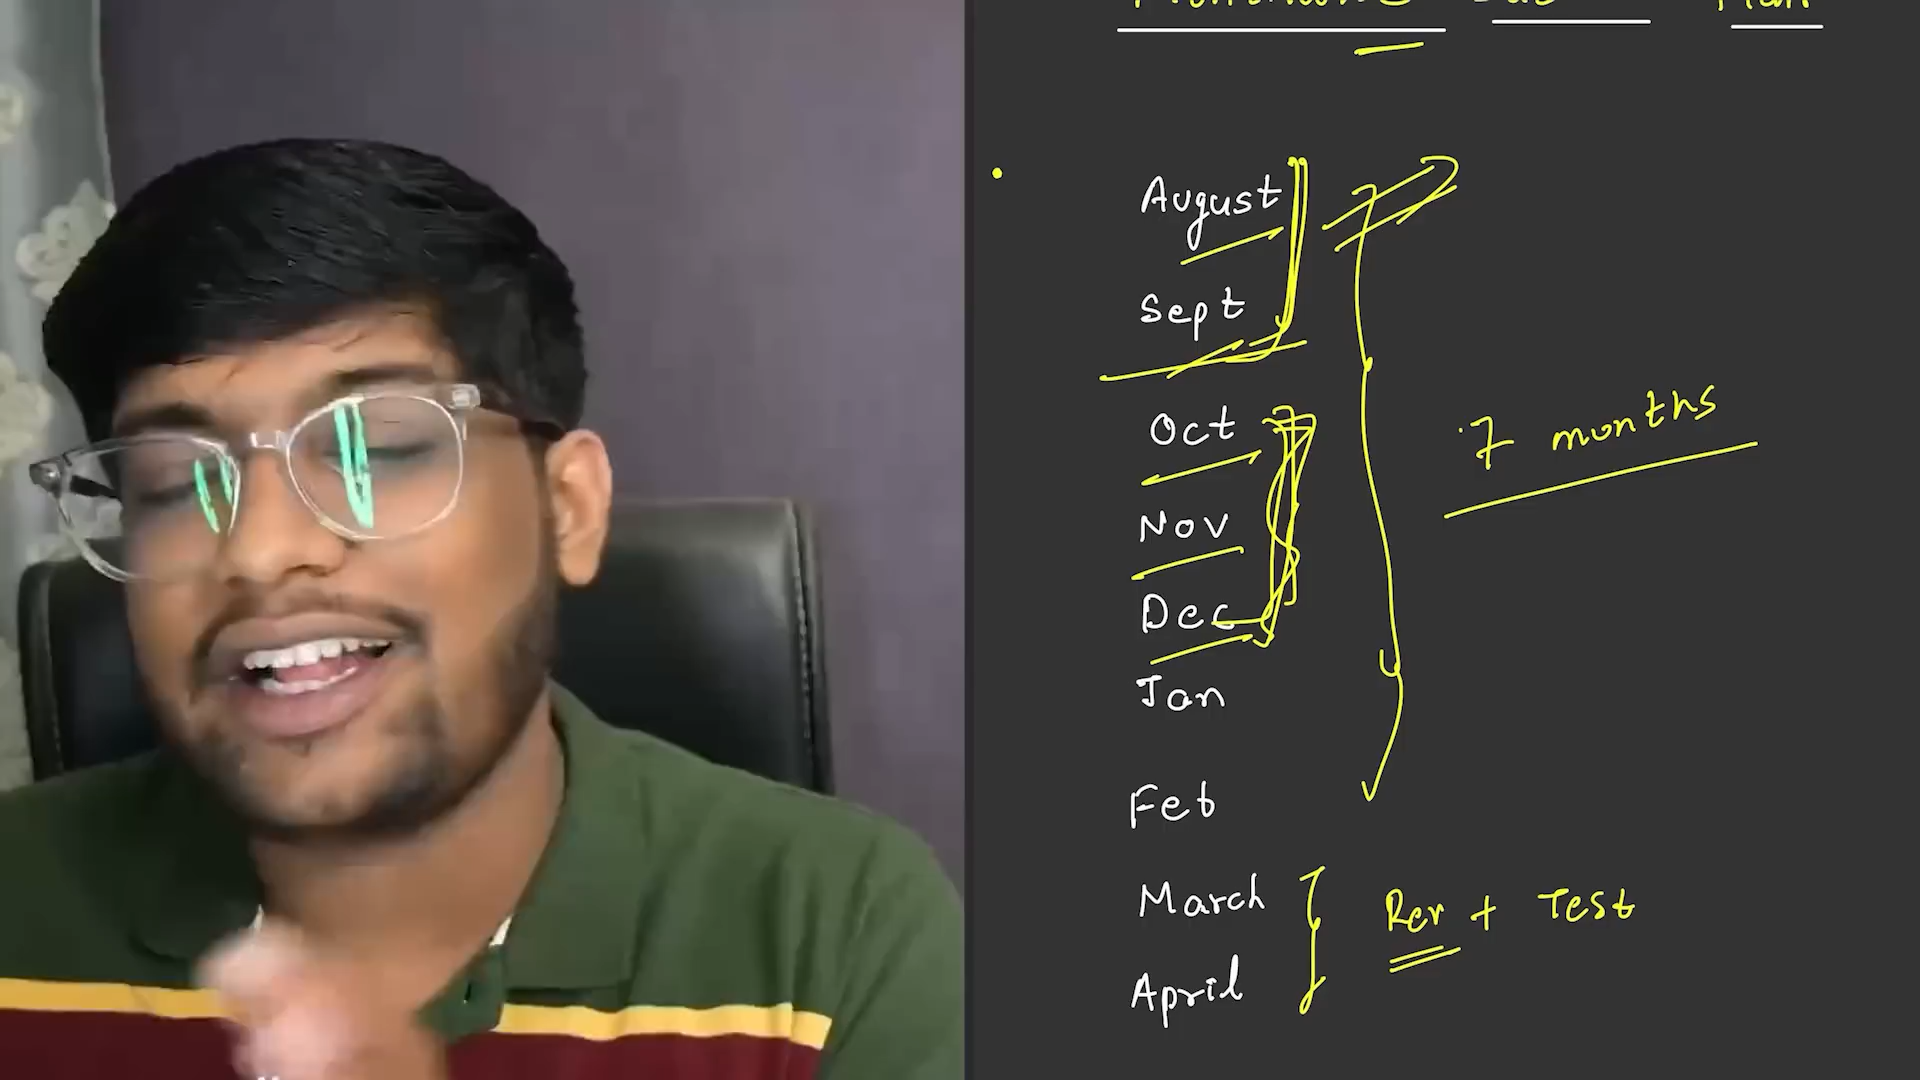 August
Sept
Oct
7 months
Nov
Dec
Jan
Feb
March
Rev + Test
April